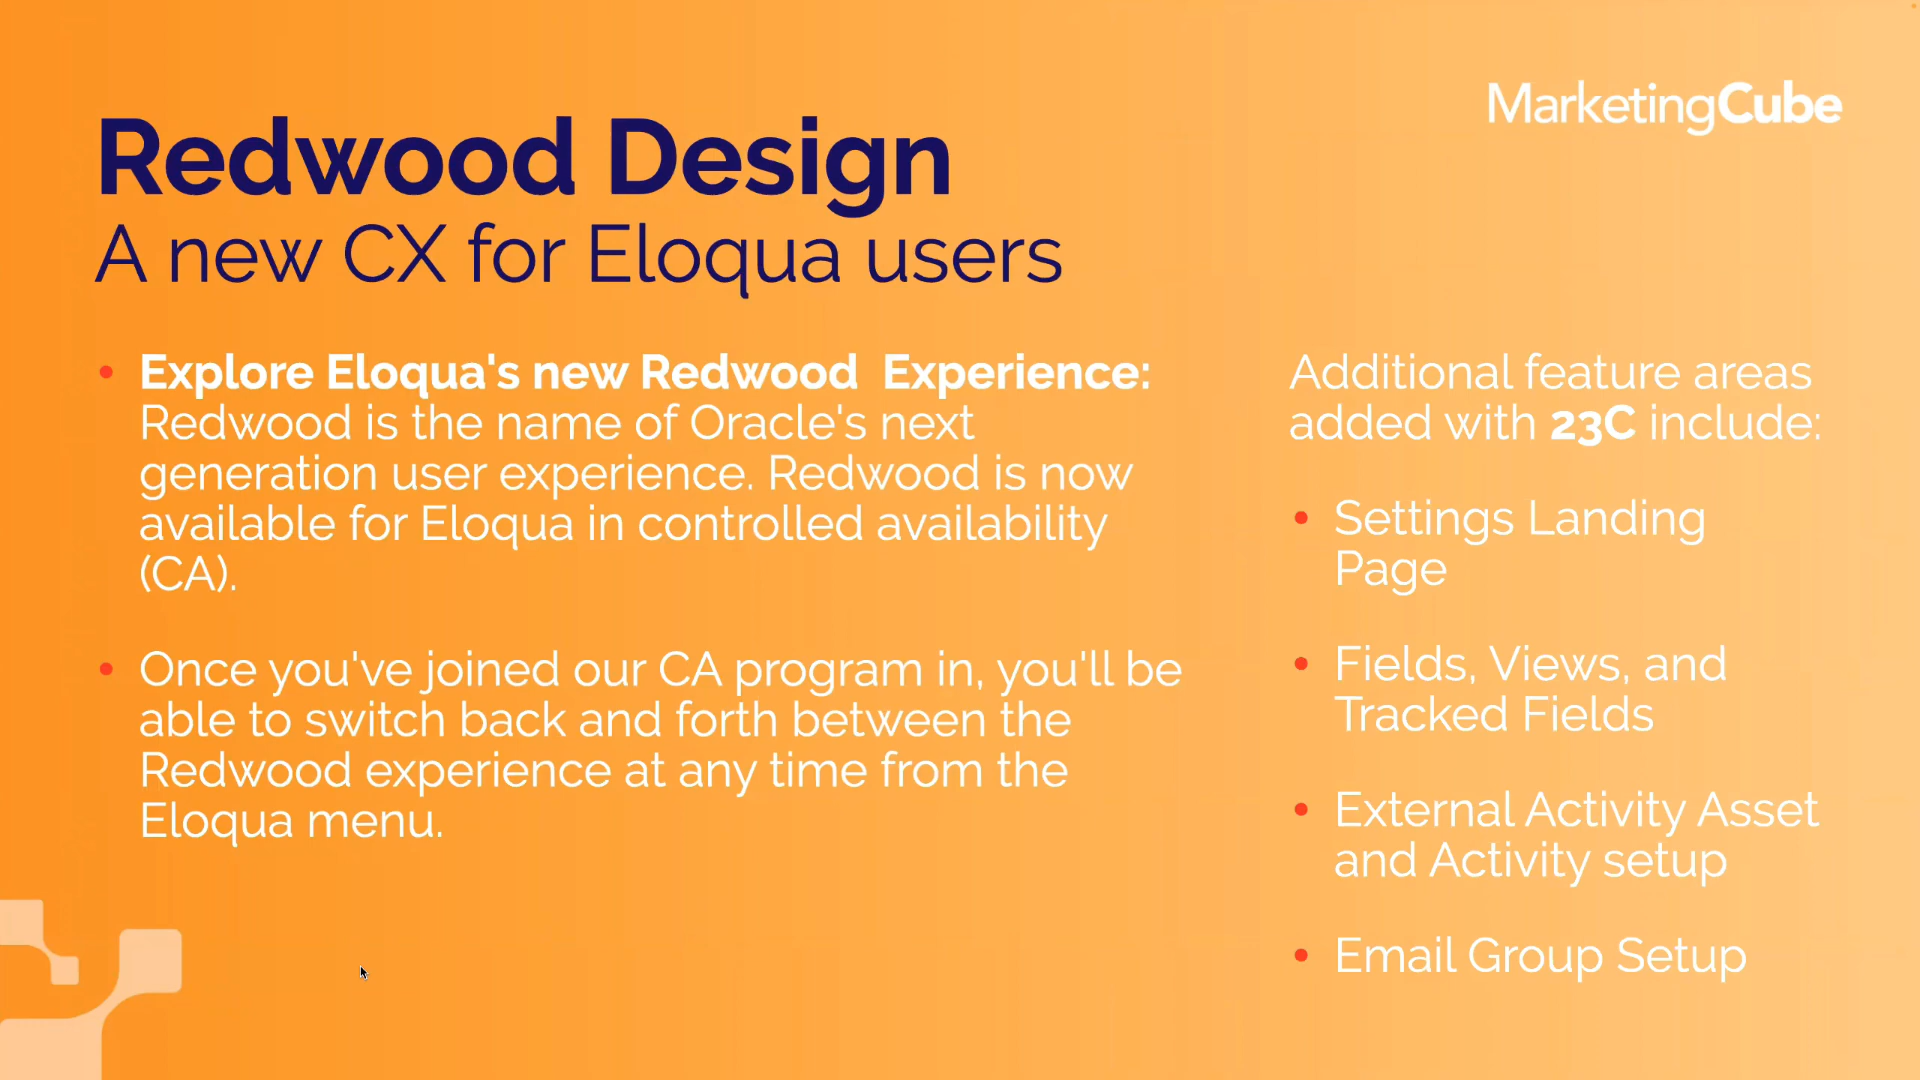 MarketingCube
Redwood Design
A new CX for Eloqua users
• Explore Eloqua's new Redwood  Experience:
Redwood is the name of Oracle's next
generation user experience. Redwood is now
available for Eloqua in controlled availability
(CA).
• Once you've joined our CA program in, you'll be
able to switch back and forth between the
Redwood experience at any time from the
Eloqua menu.
Additional feature areas
added with 23C include:
• Settings Landing
Page
• Fields, Views, and
Tracked Fields
• External Activity Asset
and Activity setup
• Email Group Setup